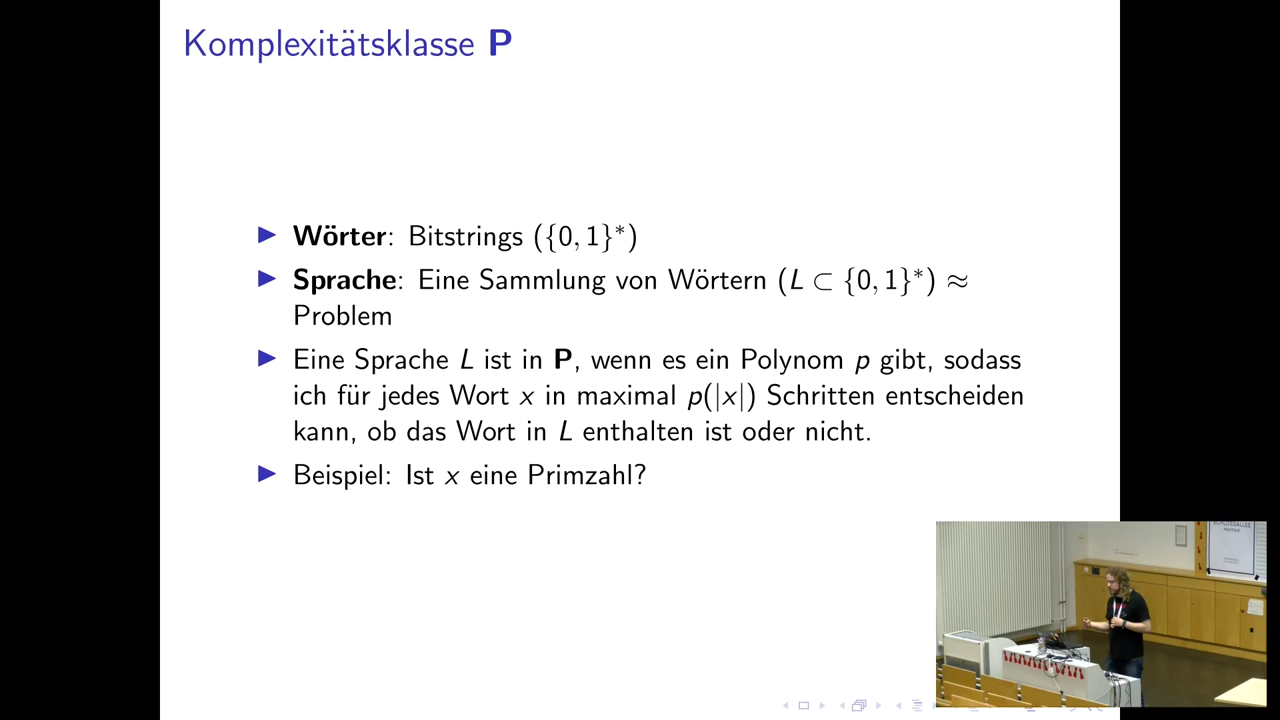 Komplexitätsklasse P
▶ Wörter: Bitstrings ({0, 1}*)
▶ Sprache: Eine Sammlung von Wörtern (L ⊂ {0, 1}*) ≈
Problem
▶ Eine Sprache L ist in P, wenn es ein Polynom p gibt, sodass
ich für jedes Wort x in maximal p(|x|) Schritten entscheiden
kann, ob das Wort in L enthalten ist oder nicht.
▶ Beispiel: Ist x eine Primzahl?